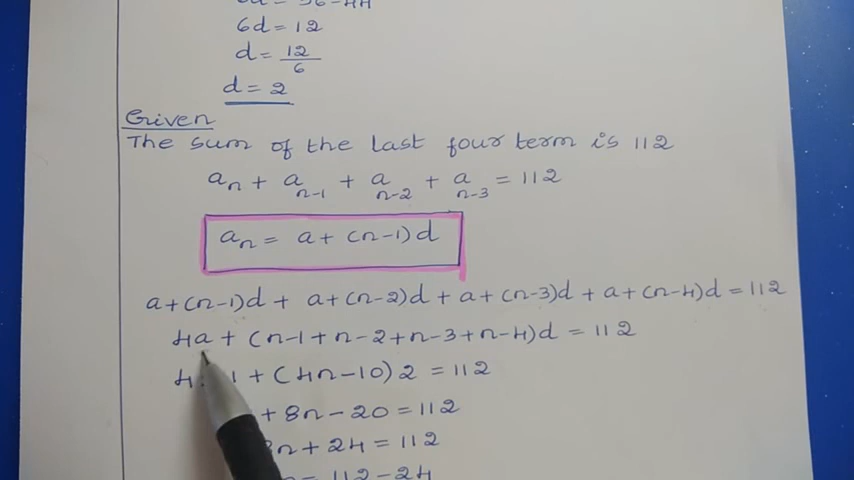 6d = 12
d = 12/6
d = 2
Given
The sum of the last four term is 112
aₙ + aₙ₋₁ + aₙ₋₂ + aₙ₋₃ = 112
aₙ = a + (n-1)d
a+(n-1)d + a+(n-2)d + a+(n-3)d + a+(n-4)d = 112
4a + (n-1+n-2+n-3+n-4)d = 112
+ (4n-10)2 = 112
+ 8n - 20 = 112
n + 24 = 112
= 112-24